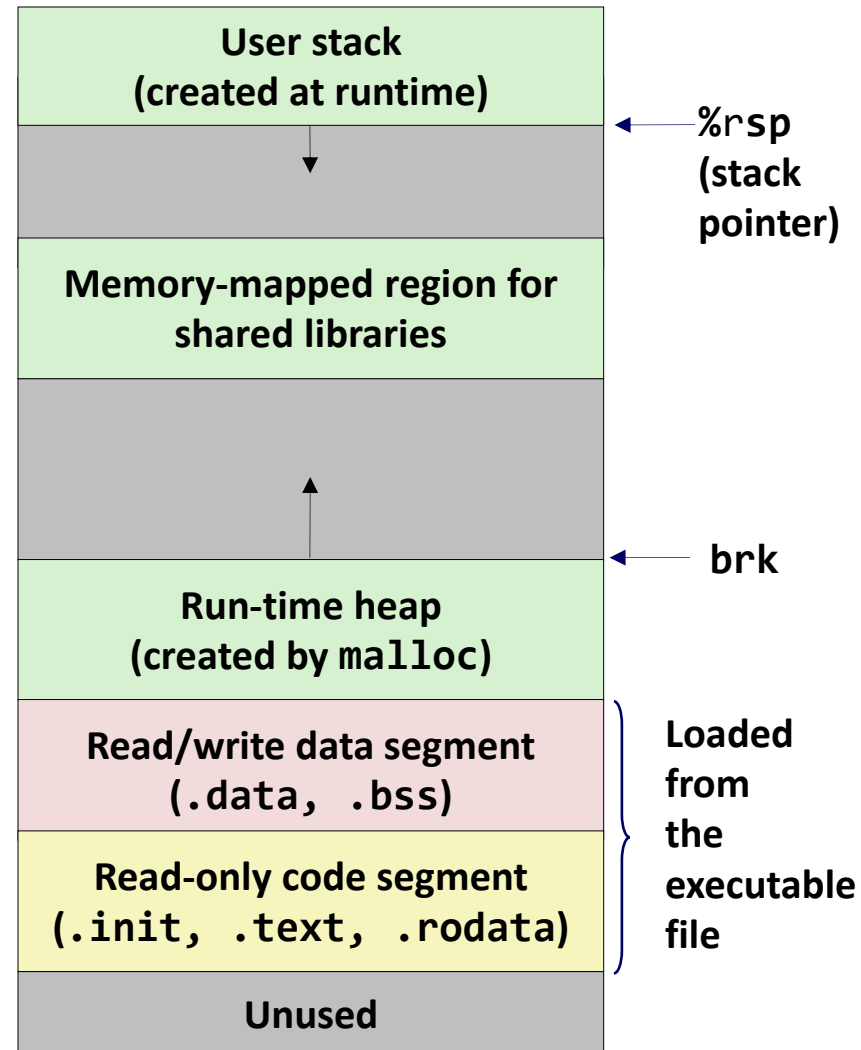 User stack
(created at runtime)
%rsp
(stack
pointer)
Memory-mapped region for
shared libraries
brk
Run-time heap
(created by malloc)
Read/write data segment
(.data, .bss)
Loaded
from
the
executable
file
Read-only code segment
(.init, .text, .rodata)
Unused